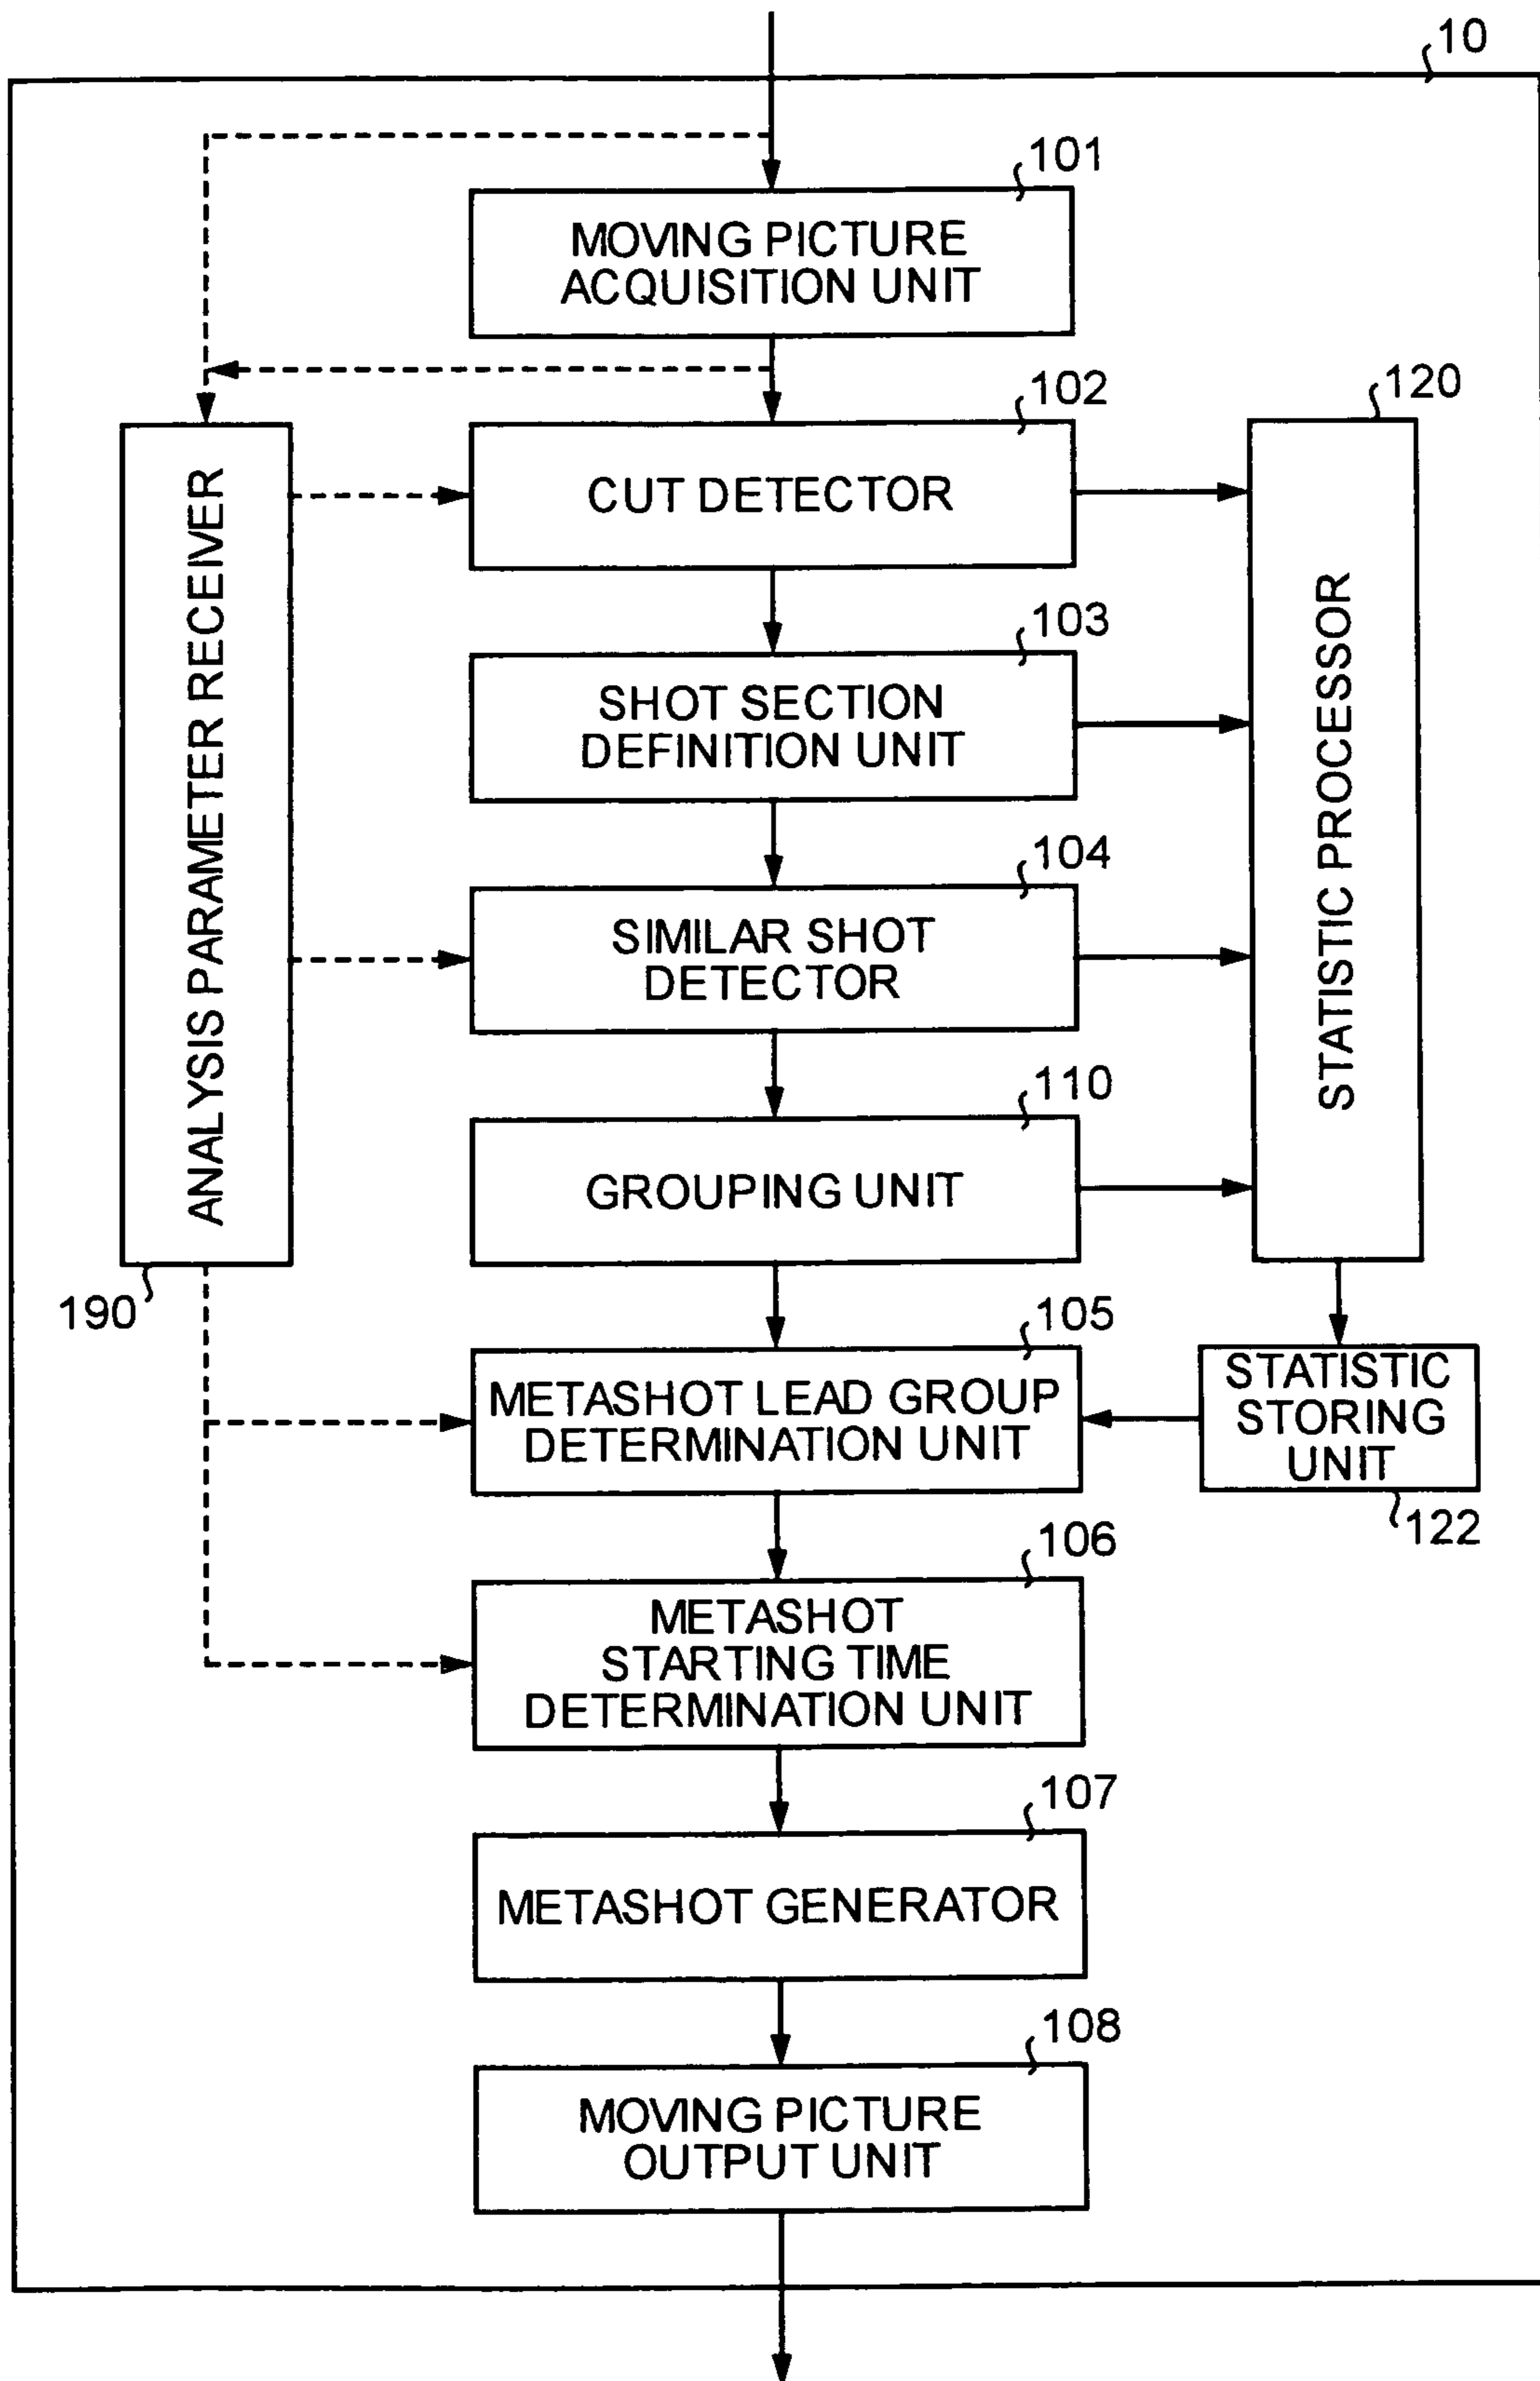 10
101
MOVING PICTURE
ACQUISITION UNIT
102
CUT DETECTOR
120
STATISTIC PROCESSOR
ANALYSIS PARAMETER RECEIVER
190
103
SHOT SECTION
DEFINITION UNIT
104
SIMILAR SHOT
DETECTOR
110
GROUPING UNIT
105
METASHOT LEAD GROUP
DETERMINATION UNIT
STATISTIC
STORING
UNIT
122
106
METASHOT
STARTING TIME
DETERMINATION UNIT
107
METASHOT GENERATOR
108
MOVING PICTURE
OUTPUT UNIT